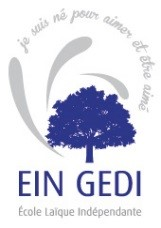 je suis né pour aimer et être aimé
EIN GEDI
École Laïque Indépendante